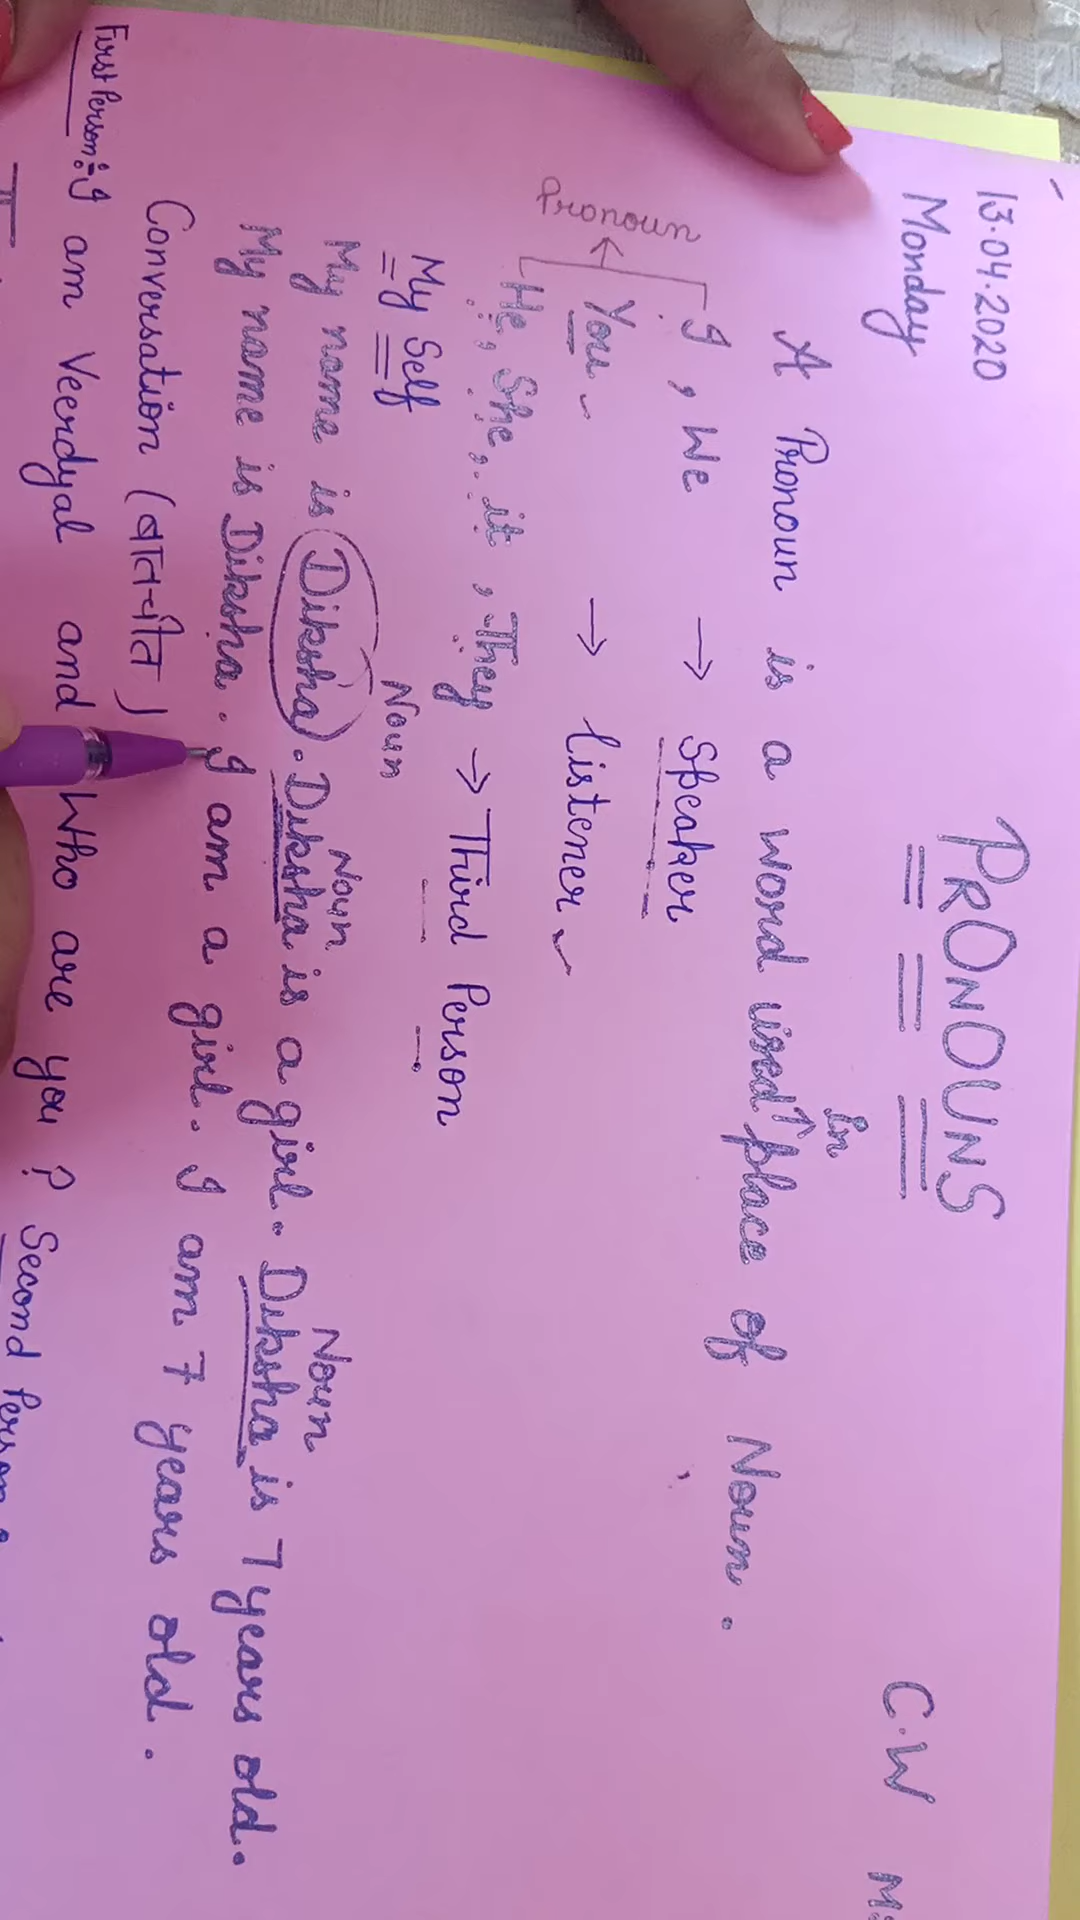 13.04.2020
Monday
C.W
PRONOUNS
In
A Pronoun is a word used ↑ place of Noun.
Pronoun
I, We → Speaker
You → listener ✓
He, She, it, They → Third Person
My Self
Noun
My name is Diksha. Diksha is a girl. Diksha is 7 years old.
Noun Noun
My name is Diksha. I am a girl. I am 7 years old.
Conversation (बातचीत)
First Person:- I am Veerdyal and Who are you ? Second